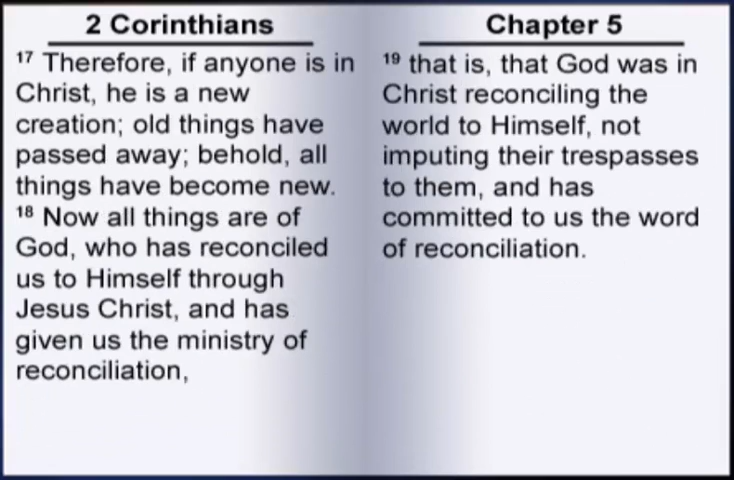 2 Corinthians
17 Therefore, if anyone is in
Christ, he is a new
creation; old things have
passed away; behold, all
things have become new.
18 Now all things are of
God, who has reconciled
us to Himself through
Jesus Christ, and has
given us the ministry of
reconciliation,
Chapter 5
19 that is, that God was in
Christ reconciling the
world to Himself, not
imputing their trespasses
to them, and has
committed to us the word
of reconciliation.